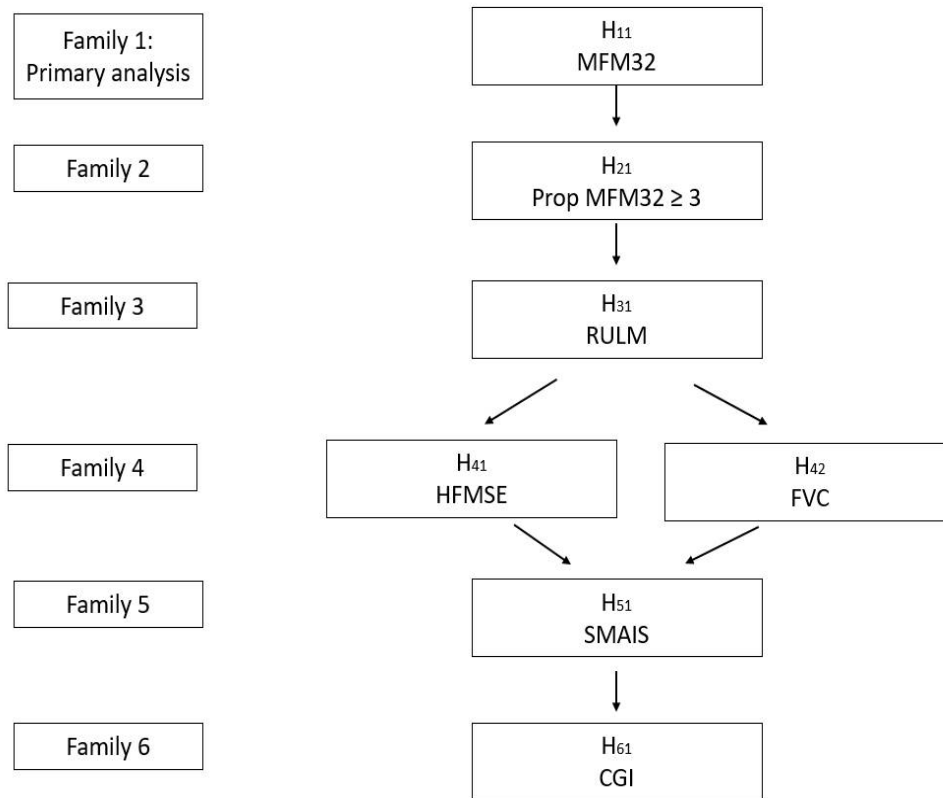 Family 1:
Primary analysis
H11
MFM32
Family 2
H21
Prop MFM32 ≥ 3
Family 3
H31
RULM
Family 4
H41
HFMSE
H42
FVC
Family 5
H51
SMAIS
Family 6
H61
CGI